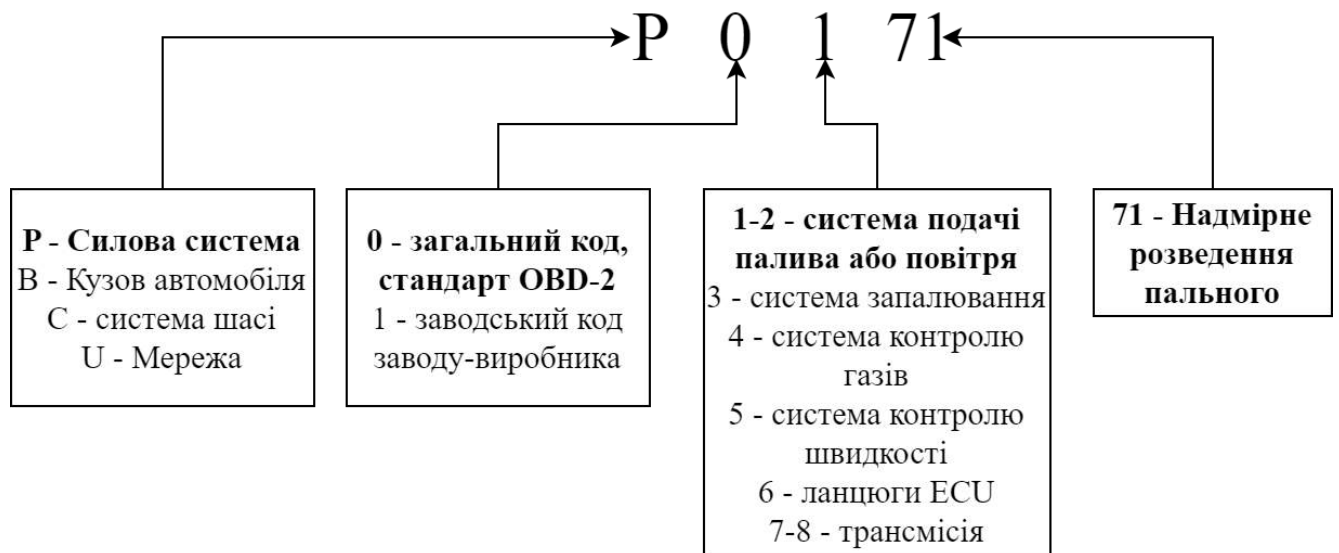 P 0 1 71
P - Силова система
B - Кузов автомобіля
C - система шасі
U - Мережа
0 - загальний код,
стандарт OBD-2
1 - заводський код
заводу-виробника
1-2 - система подачі
палива або повітря
3 - система запалювання
4 - система контролю
газів
5 - система контролю
швидкості
6 - ланцюги ECU
7-8 - трансмісія
71 - Надмірне
розведення
пального